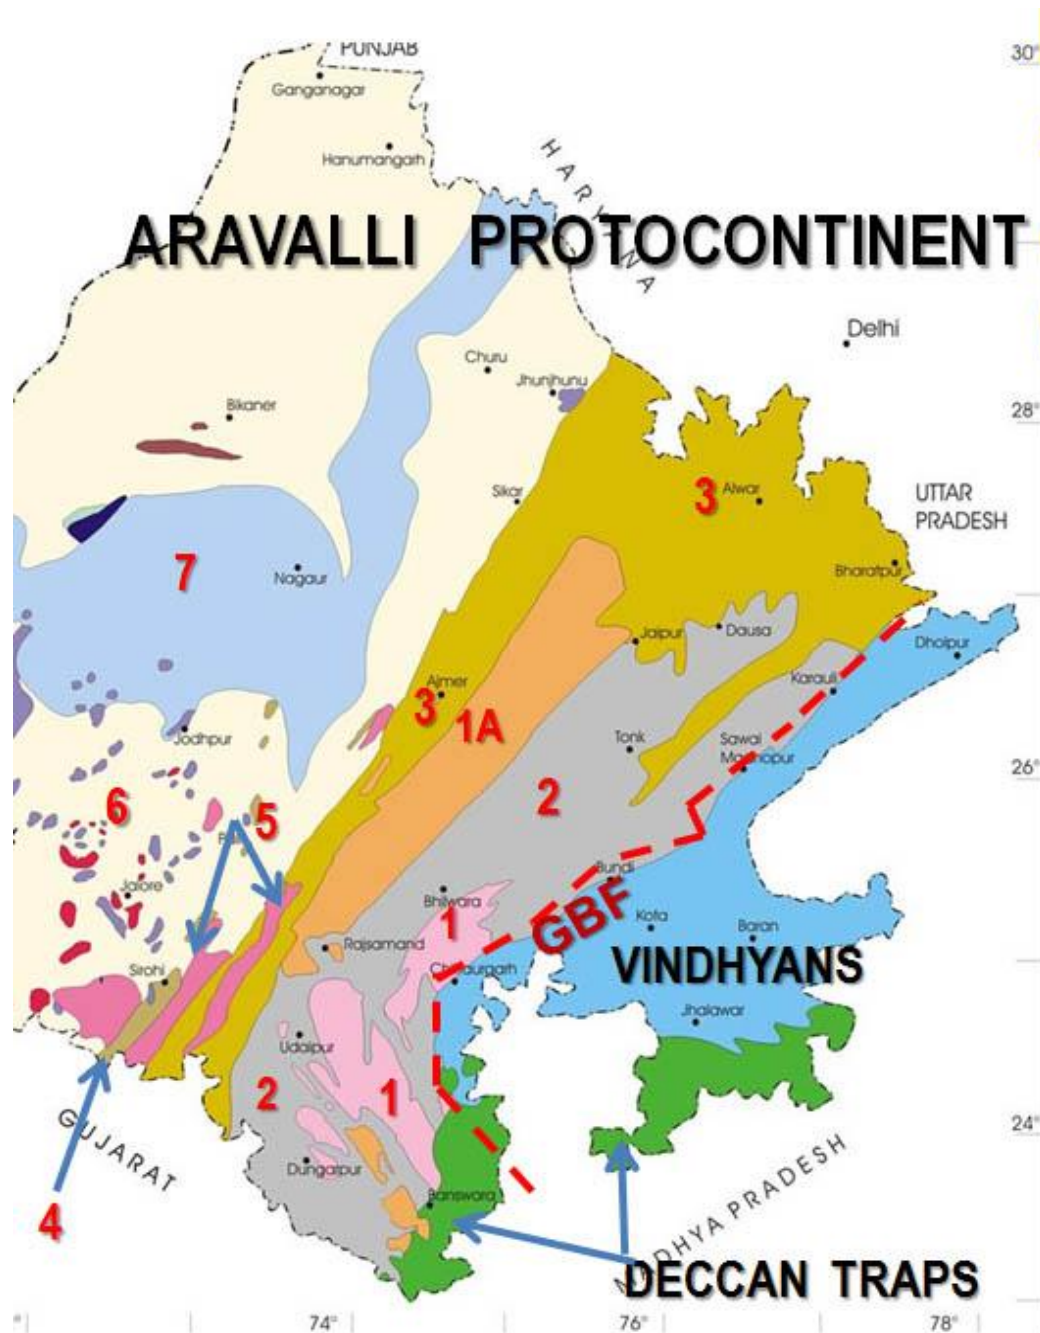 PUNJAB
30°
Ganganagar
Hanumangarh
HARYANA
ARAVALLI PROTOCONTINENT
Delhi
Churu
Jhunjhunu
Bikaner
28°
Sikar
3
Alwar
UTTAR
PRADESH
7
Nagaur
Bharatpur
Jaipur
Dausa
Dholpur
Karauli
Ajmer
3
1A
Jodhpur
Tonk
Sawai
Madhopur
26°
2
6
5
Bundi
Jalore
Bhilwara
1
GBF
Kota
Baran
Rajsamand
Sirohi
Chittaurgarh
VINDHYANS
Jhalawar
Udaipur
2
1
24°
GUJARAT
Dungarpur
Banswara
4
MADHYA PRADESH
DECCAN TRAPS
74°
76°
78°